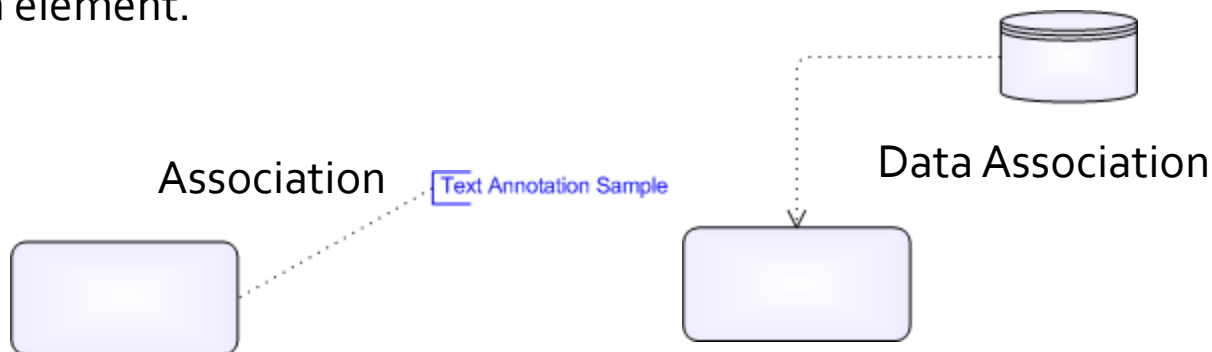 element.
Association
Text Annotation Sample
Data Association